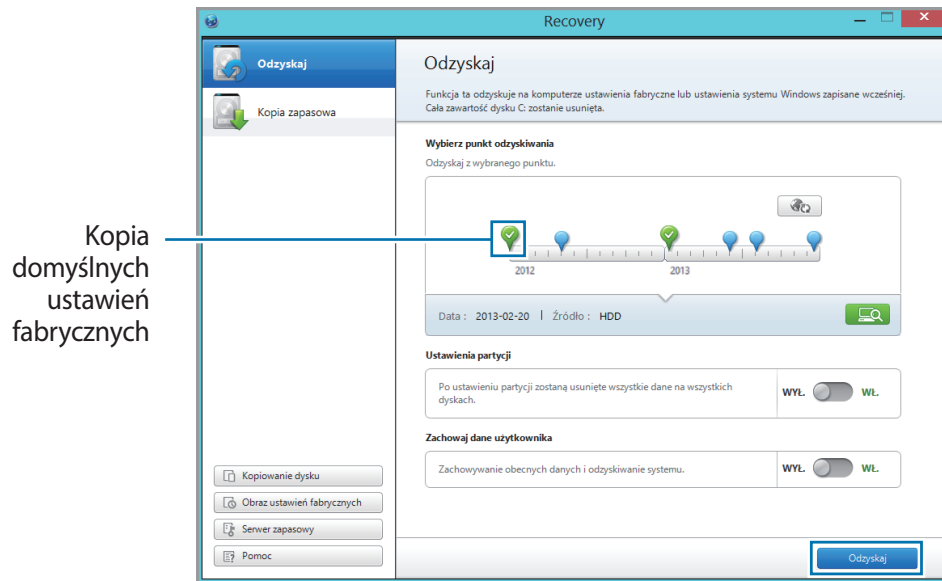 Recovery
Odzyskaj
Kopia zapasowa
Odzyskaj
Funkcja ta odzyskuje na komputerze ustawienia fabryczne lub ustawienia systemu Windows zapisane wcześniej.
Cała zawartość dysku C: zostanie usunięta.
Wybierz punkt odzyskiwania
Odzyskaj z wybranego punktu.
Kopia
domyślnych
ustawień
fabrycznych
2012 2013
Data : 2013-02-20 | Źródło : HDD
Ustawienia partycji
Po ustawieniu partycji zostaną usunięte wszystkie dane na wszystkich
dyskach.
WYŁ. WŁ.
Zachowaj dane użytkownika
Zachowywanie obecnych danych i odzyskiwanie systemu.
WYŁ. WŁ.
Kopiowanie dysku
Obraz ustawień fabrycznych
Serwer zapasowy
Pomoc
Odzyskaj